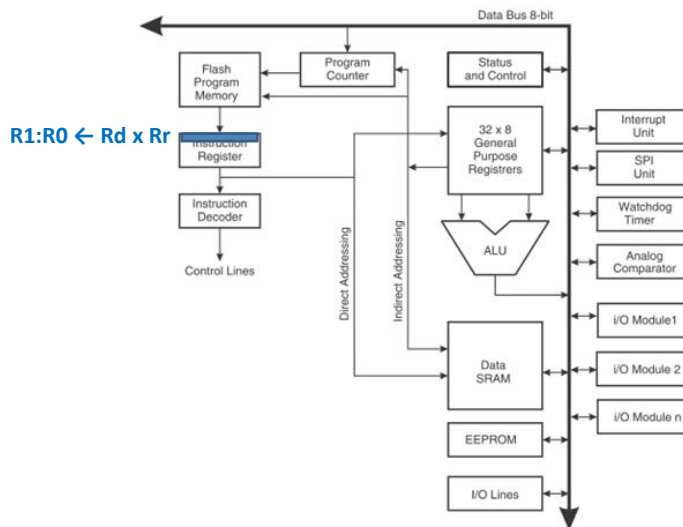 Data Bus 8-bit
Flash
Program
Memory
Program
Counter
Status
and Control
R1:R0 ← Rd x Rr
Instruction
Register
32 x 8
General
Purpose
Registrers
Interrupt
Unit
SPI
Unit
Instruction
Decoder
Watchdog
Timer
ALU
Analog
Comparator
Control Lines
Direct Addressing
Indirect Addressing
i/O Module1
Data
SRAM
i/O Module 2
i/O Module n
EEPROM
I/O Lines